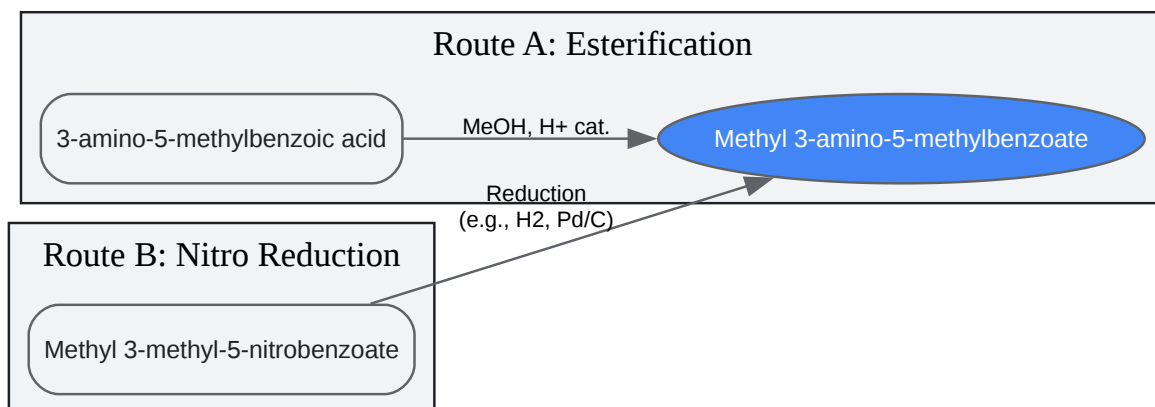 Route A: Esterification
3-amino-5-methylbenzoic acid
MeOH, H+ cat.
Methyl 3-amino-5-methylbenzoate
Reduction
(e.g., H2, Pd/C)
Route B: Nitro Reduction
Methyl 3-methyl-5-nitrobenzoate